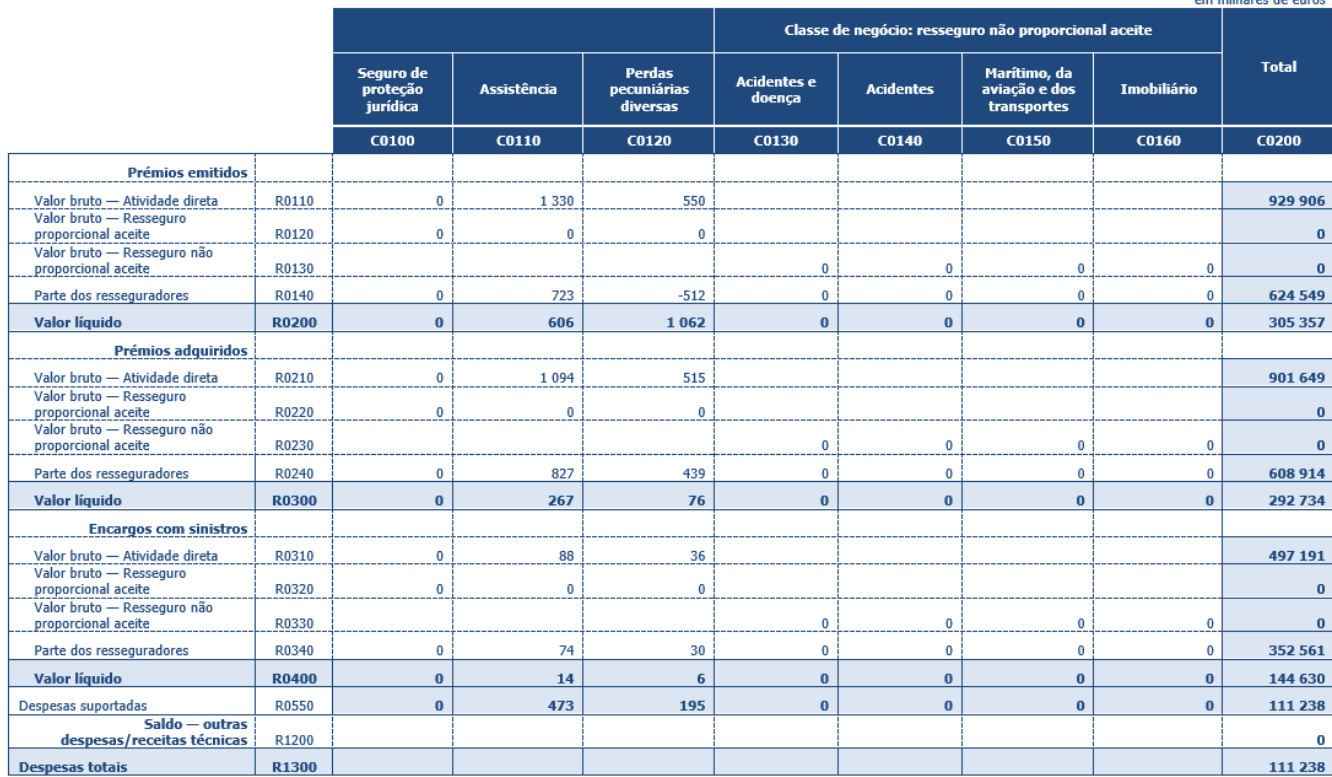 em milhares de euros
Classe de negócio: resseguro não proporcional aceite
Total
Seguro de proteção jurídica
Assistência
Perdas pecuniárias diversas
Acidentes e doença
Acidentes
Marítimo, da aviação e dos transportes
Imobiliário
C0100 C0110 C0120 C0130 C0140 C0150 C0160 C0200
Prémios emitidos
Valor bruto — Atividade direta R0110 0 1 330 550 929 906
Valor bruto — Resseguro
proporcional aceite R0120 0 0 0 0
Valor bruto — Resseguro não
proporcional aceite R0130 0 0 0 0 0
Parte dos resseguradores R0140 0 723 -512 0 0 0 0 624 549
Valor líquido R0200 0 606 1 062 0 0 0 0 305 357
Prémios adquiridos
Valor bruto — Atividade direta R0210 0 1 094 515 901 649
Valor bruto — Resseguro
proporcional aceite R0220 0 0 0 0
Valor bruto — Resseguro não
proporcional aceite R0230 0 0 0 0 0
Parte dos resseguradores R0240 0 827 439 0 0 0 0 608 914
Valor líquido R0300 0 267 76 0 0 0 0 292 734
Encargos com sinistros
Valor bruto — Atividade direta R0310 0 88 36 497 191
Valor bruto — Resseguro
proporcional aceite R0320 0 0 0 0
Valor bruto — Resseguro não
proporcional aceite R0330 0 0 0 0 0
Parte dos resseguradores R0340 0 74 30 0 0 0 0 352 561
Valor líquido R0400 0 14 6 0 0 0 0 144 630
Despesas suportadas R0550 0 473 195 0 0 0 0 111 238
Saldo — outras
despesas/receitas técnicas R1200 0
Despesas totais R1300 111 238